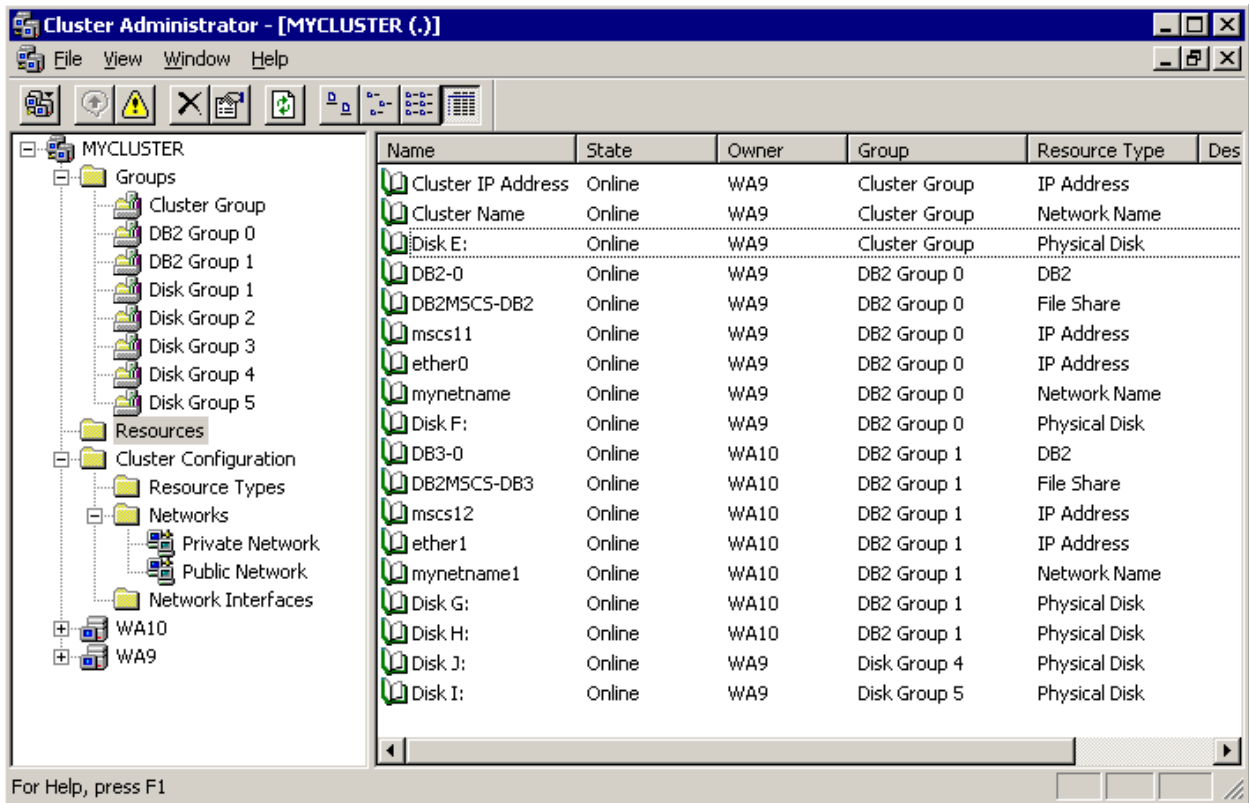 Cluster Administrator - [MYCLUSTER (.)]
File View Window Help
MYCLUSTER
Groups
Cluster Group
DB2 Group 0
DB2 Group 1
Disk Group 1
Disk Group 2
Disk Group 3
Disk Group 4
Disk Group 5
Resources
Cluster Configuration
Resource Types
Networks
Private Network
Public Network
Network Interfaces
WA10
WA9
Name State Owner Group Resource Type Des
Cluster IP Address Online WA9 Cluster Group IP Address
Cluster Name Online WA9 Cluster Group Network Name
Disk E: Online WA9 Cluster Group Physical Disk
DB2-0 Online WA9 DB2 Group 0 DB2
DB2MSCS-DB2 Online WA9 DB2 Group 0 File Share
mscs11 Online WA9 DB2 Group 0 IP Address
ether0 Online WA9 DB2 Group 0 IP Address
mynetname Online WA9 DB2 Group 0 Network Name
Disk F: Online WA9 DB2 Group 0 Physical Disk
DB3-0 Online WA10 DB2 Group 1 DB2
DB2MSCS-DB3 Online WA10 DB2 Group 1 File Share
mscs12 Online WA10 DB2 Group 1 IP Address
ether1 Online WA10 DB2 Group 1 IP Address
mynetname1 Online WA10 DB2 Group 1 Network Name
Disk G: Online WA10 DB2 Group 1 Physical Disk
Disk H: Online WA10 DB2 Group 1 Physical Disk
Disk J: Online WA9 Disk Group 4 Physical Disk
Disk I: Online WA9 Disk Group 5 Physical Disk
For Help, press F1